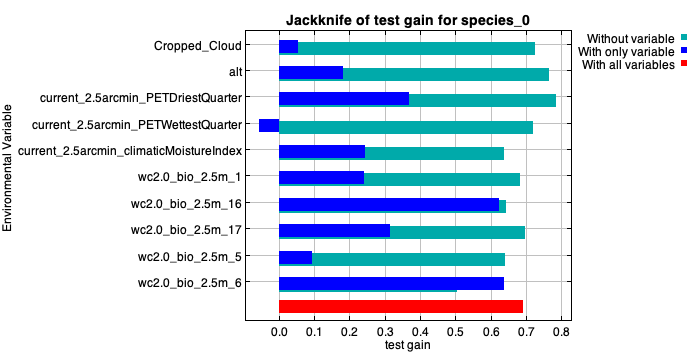 Jackknife of test gain for species_0
Without variable
With only variable
With all variables
Environmental Variable
Cropped_Cloud
alt
current_2.5arcmin_PETDriestQuarter
current_2.5arcmin_PETWettestQuarter
current_2.5arcmin_climaticMoistureIndex
wc2.0_bio_2.5m_1
wc2.0_bio_2.5m_16
wc2.0_bio_2.5m_17
wc2.0_bio_2.5m_5
wc2.0_bio_2.5m_6
0.0 0.1 0.2 0.3 0.4 0.5 0.6 0.7 0.8
test gain